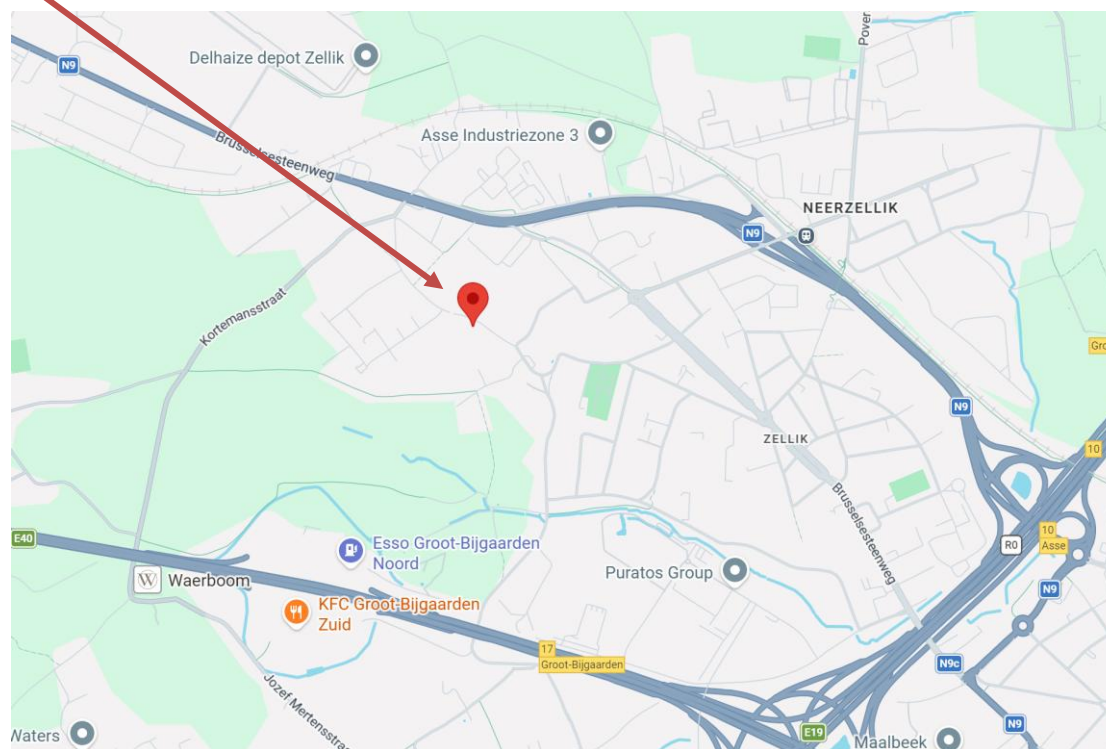 Delhaize depot Zellik
N9
Pover
Asse Industriezone 3
Brusselsesteenweg
NEERZELLIK
N9
Kortemansstraat
Gro
N9
ZELLIK
10
Brusselsesteenweg
E40
Esso Groot-Bijgaarden
Noord
10
Asse
R0
Waerboom
W
Puratos Group
KFC Groot-Bijgaarden
Zuid
N9
17
Groot-Bijgaarden
N9c
Jozef Mertensstraat
Waters
E19
N9
Maalbeek